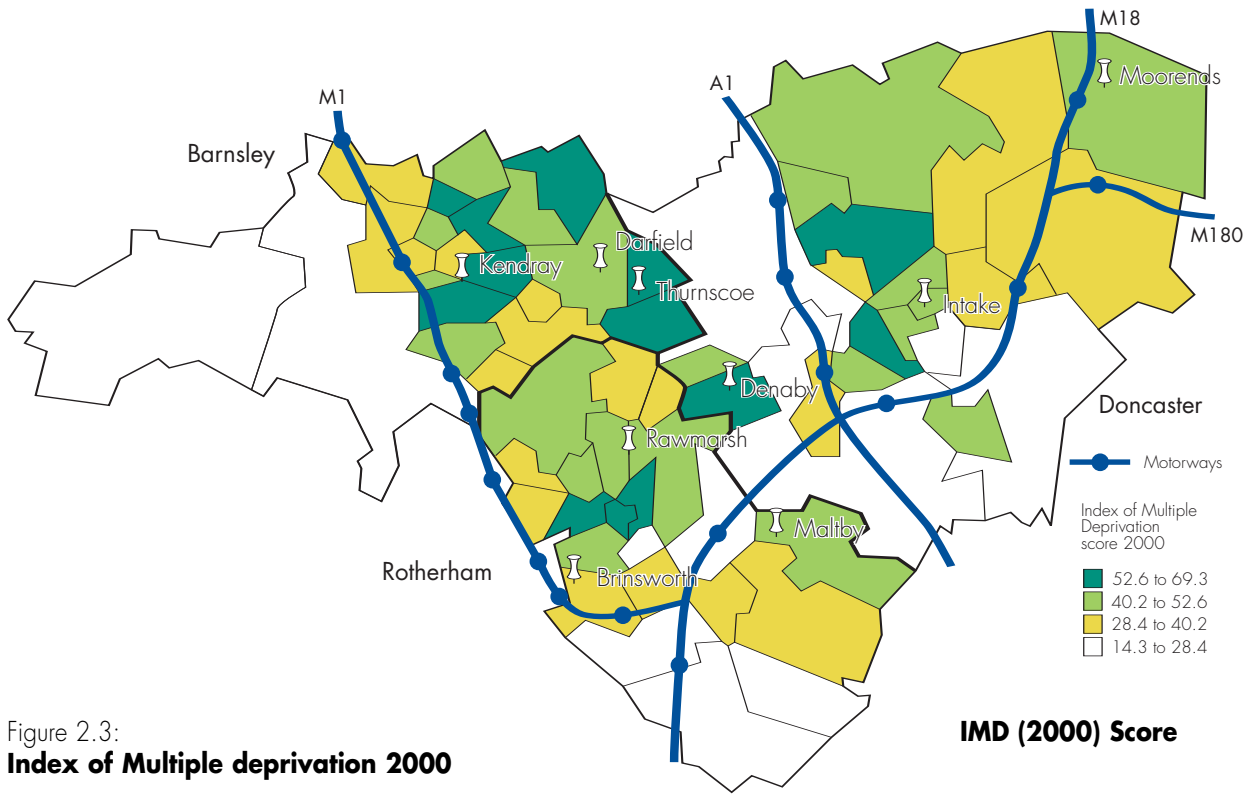 M18
Moorends
A1
M1
Barnsley
M180
Darfield
Kendray
Thurnscoe
Intake
Denaby
Doncaster
Rawmarsh
Motorways
Index of Multiple
Deprivation
score 2000
Maltby
Rotherham
Brinsworth
52.6 to 69.3
40.2 to 52.6
28.4 to 40.2
14.3 to 28.4
Figure 2.3:
Index of Multiple deprivation 2000
IMD (2000) Score